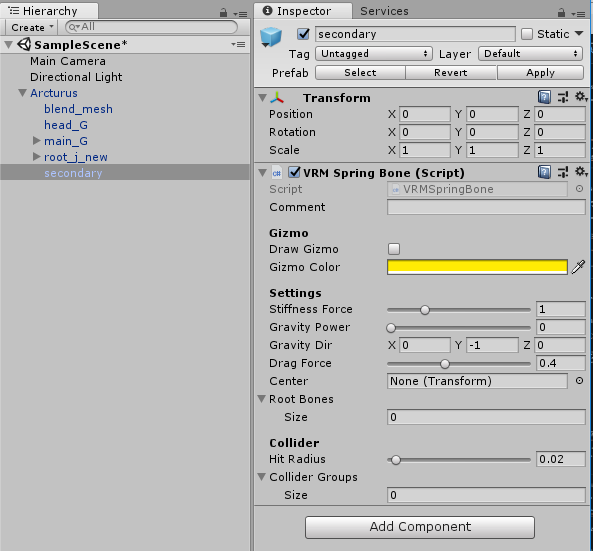 Hierarchy
Create
All
SampleScene*
Main Camera
Directional Light
Arcturus
blend_mesh
head_G
main_G
root_j_new
secondary
Inspector
Services
secondary
Static
Tag Untagged Layer Default
Prefab Select Revert Apply
Transform
Position X 0 Y 0 Z 0
Rotation X 0 Y 0 Z 0
Scale X 1 Y 1 Z 1
VRM Spring Bone (Script)
Script VRMSpringBone
Comment
Gizmo
Draw Gizmo
Gizmo Color
Settings
Stiffness Force 1
Gravity Power 0
Gravity Dir X 0 Y -1 Z 0
Drag Force 0.4
Center None (Transform)
Root Bones
Size 0
Collider
Hit Radius 0.02
Collider Groups
Size 0
Add Component